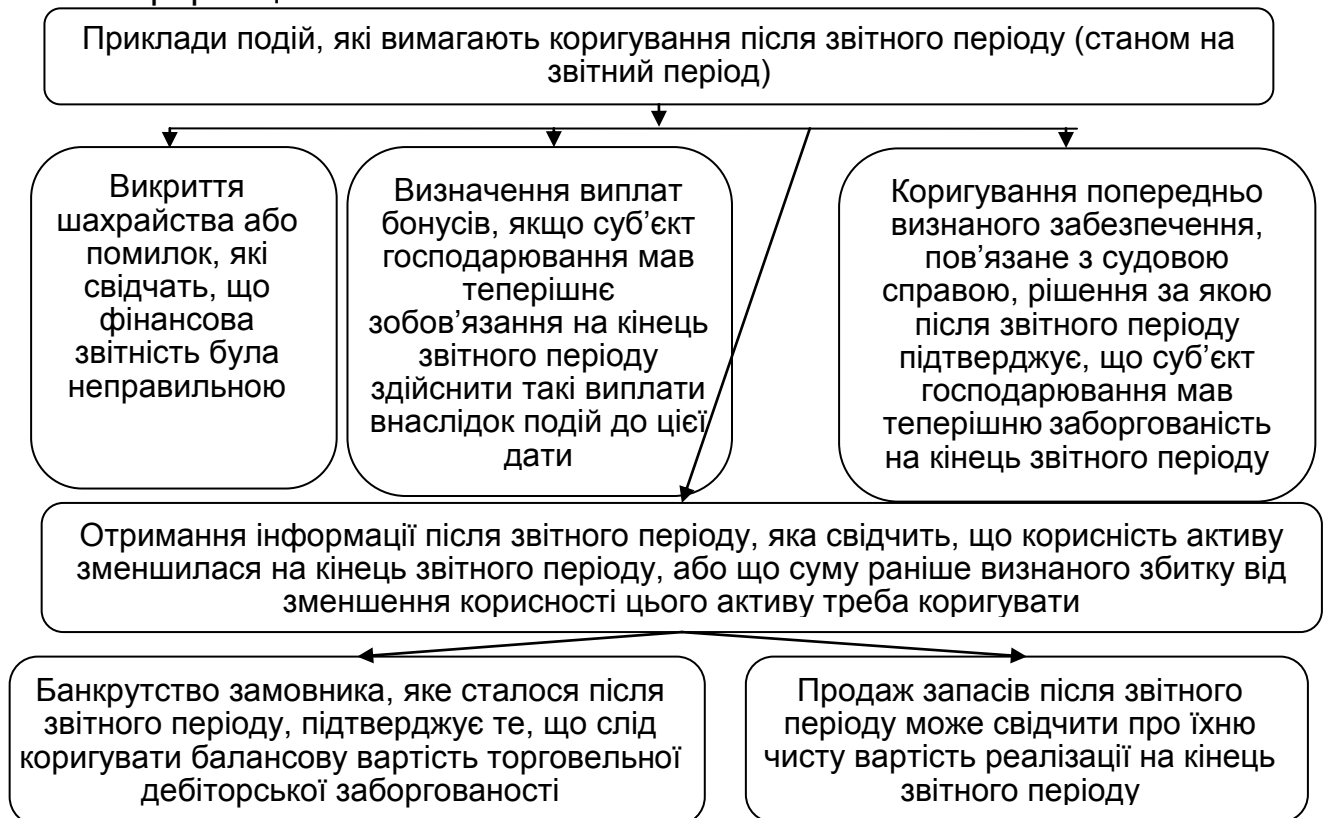 Приклади подій, які вимагають коригування після звітного періоду (станом на
звітний період)
Викриття
шахрайства або
помилок, які
свідчать, що
фінансова
звітність була
неправильною
Визначення виплат
бонусів, якщо суб’єкт
господарювання мав
теперішнє
зобов’язання на кінець
звітного періоду
здійснити такі виплати
внаслідок подій до цієї
дати
Коригування попередньо
визнаного забезпечення,
пов’язане з судовою
справою, рішення за якою
після звітного періоду
підтверджує, що суб’єкт
господарювання мав
теперішню заборгованість
на кінець звітного періоду
Отримання інформації після звітного періоду, яка свідчить, що корисність активу
зменшилася на кінець звітного періоду, або що суму раніше визнаного збитку від
зменшення корисності цього активу треба коригувати
Банкрутство замовника, яке сталося після
звітного періоду, підтверджує те, що слід
коригувати балансову вартість торговельної
дебіторської заборгованості
Продаж запасів після звітного
періоду може свідчити про їхню
чисту вартість реалізації на кінець
звітного періоду